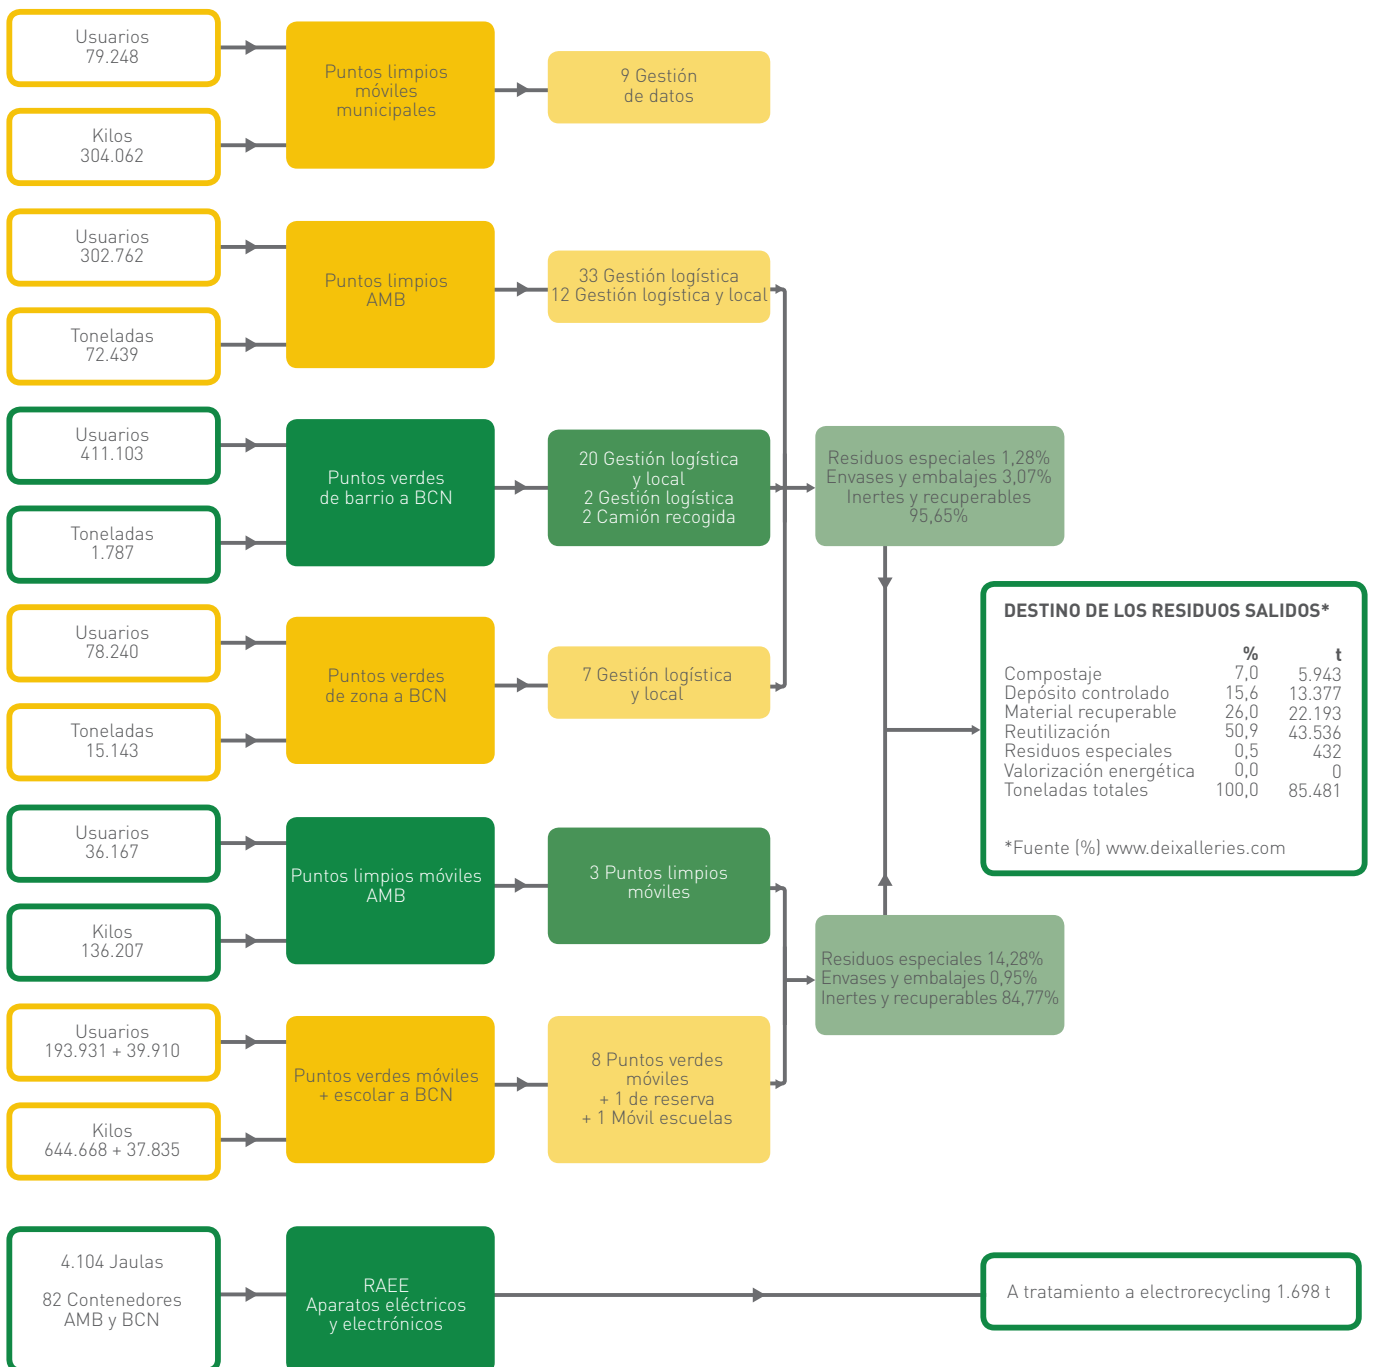 Usuarios
79.248
Kilos
304.062
Puntos limpios
móviles
municipales
9 Gestión
de datos
Usuarios
302.762
Toneladas
72.439
Puntos limpios
AMB
33 Gestión logística
12 Gestión logística y local
Usuarios
411.103
Toneladas
1.787
Puntos verdes
de barrio a BCN
20 Gestión logística
y local
2 Gestión logística
2 Camión recogida
Residuos especiales 1,28%
Envases y embalajes 3,07%
Inertes y recuperables
95,65%
Usuarios
78.240
Toneladas
15.143
Puntos verdes
de zona a BCN
7 Gestión logística
y local
DESTINO DE LOS RESIDUOS SALIDOS*
% t
Compostaje 7,0 5.943
Depósito controlado 15,6 13.377
Material recuperable 26,0 22.193
Reutilización 50,9 43.536
Residuos especiales 0,5 432
Valorización energética 0,0 0
Toneladas totales 100,0 85.481
*Fuente (%) www.deixalleries.com
Usuarios
36.167
Kilos
136.207
Puntos limpios móviles
AMB
3 Puntos limpios
móviles
Residuos especiales 14,28%
Envases y embalajes 0,95%
Inertes y recuperables 84,77%
Usuarios
193.931 + 39.910
Kilos
644.668 + 37.835
Puntos verdes móviles
+ escolar a BCN
8 Puntos verdes
móviles
+ 1 de reserva
+ 1 Móvil escuelas
4.104 Jaulas
82 Contenedores
AMB y BCN
RAEE
Aparatos eléctricos
y electrónicos
A tratamiento a electrorecycling 1.698 t